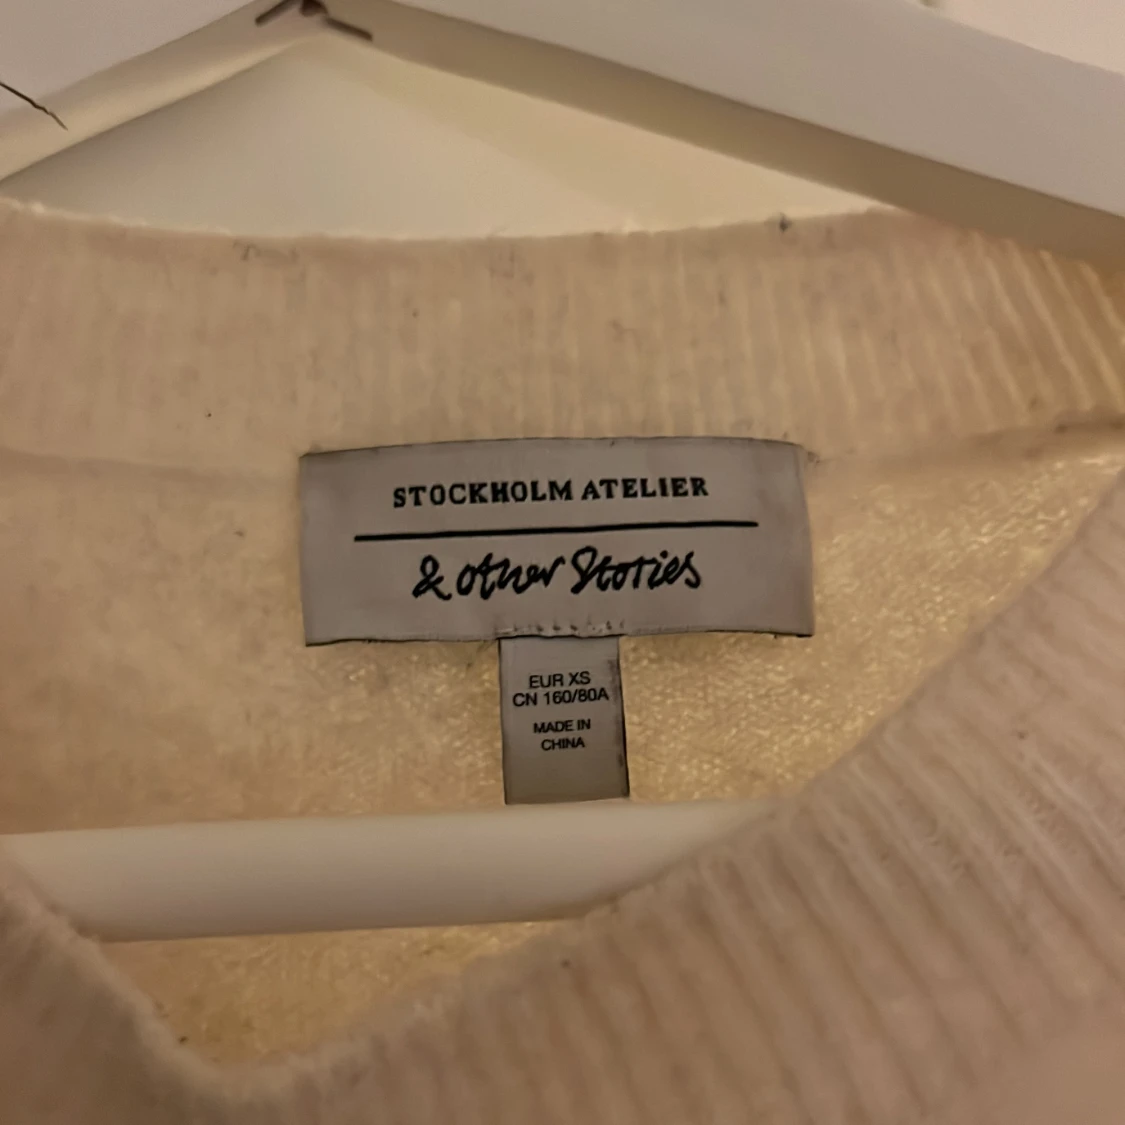 STOCKHOLM ATELIER
& other Stories
EUR XS
CN 160/80A
MADE IN
CHINA